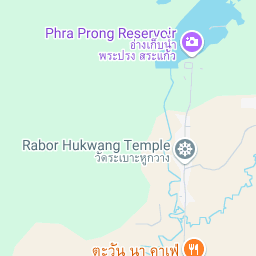 Phra Prong Reservoir
อ่างเก็บน้ำ
พระปรง สระแก้ว
Rabor Hukwang Temple
วัดระเบาะหูกวาง
ตะวัน นา คาเฟ่